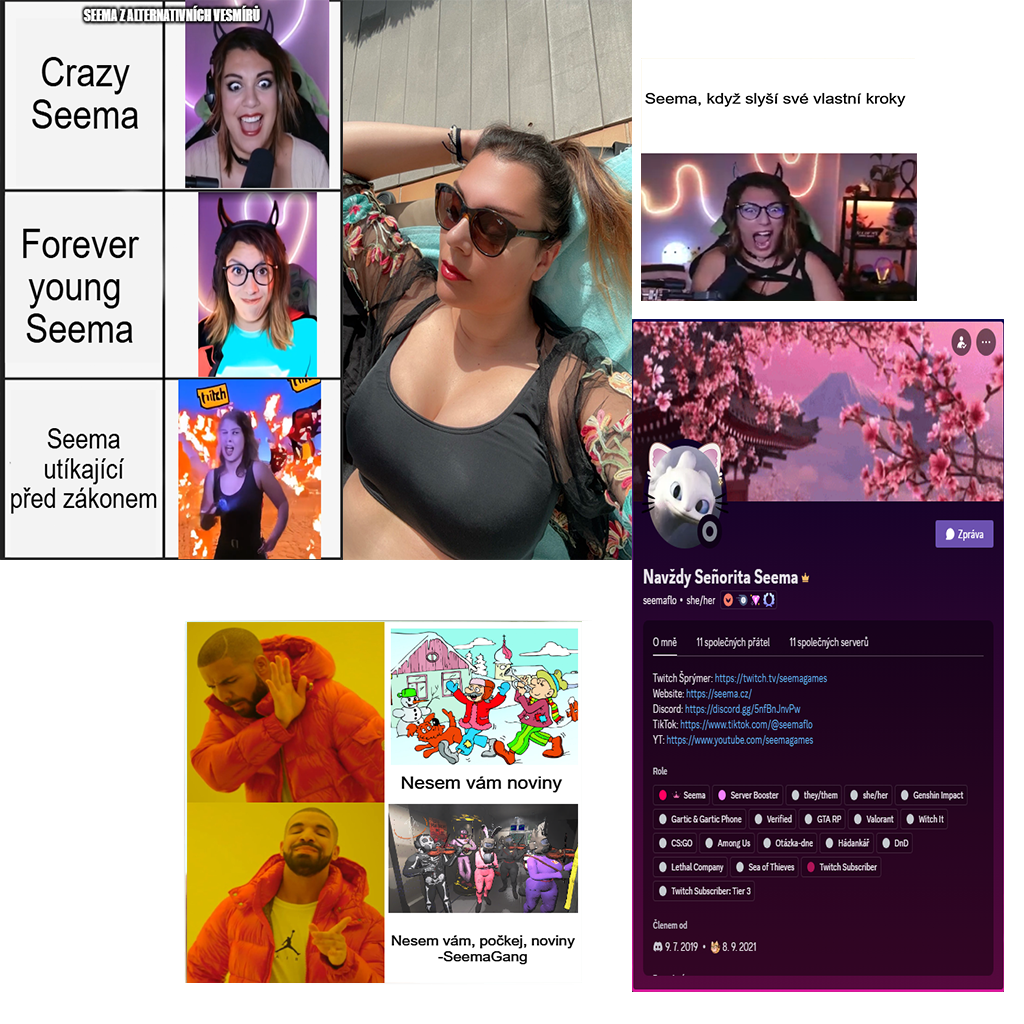 SEEMA Z ALTERNATIVNÍCH VESMÍRŮ
Crazy
Seema
Forever
young
Seema
Seema
utíkající
před zákonem
twitch
Seema, když slyší své vlastní kroky
Zpráva
Navždy Señorita Seema
seemaflo • she/her
O mně
11 společných přátel
11 společných serverů
Twitch Šprýmer: https://twitch.tv/seemagames
Website: https://seema.cz/
Discord: https://discord.gg/5nfBnJnvPw
TikTok: https://www.tiktok.com/@seemaflo
YT: https://www.youtube.com/seemagames
Role
Seema
Server Booster
they/them
she/her
Genshin Impact
Gartic & Gartic Phone
Verified
GTA RP
Valorant
Witch It
CS:GO
Among Us
Otázka-dne
Hádankář
DnD
Lethal Company
Sea of Thieves
Twitch Subscriber
Twitch Subscriber: Tier 3
Členem od
9. 7. 2019 • 8. 9. 2021
Nesem vám noviny
Nesem vám, počkej, noviny
-SeemaGang